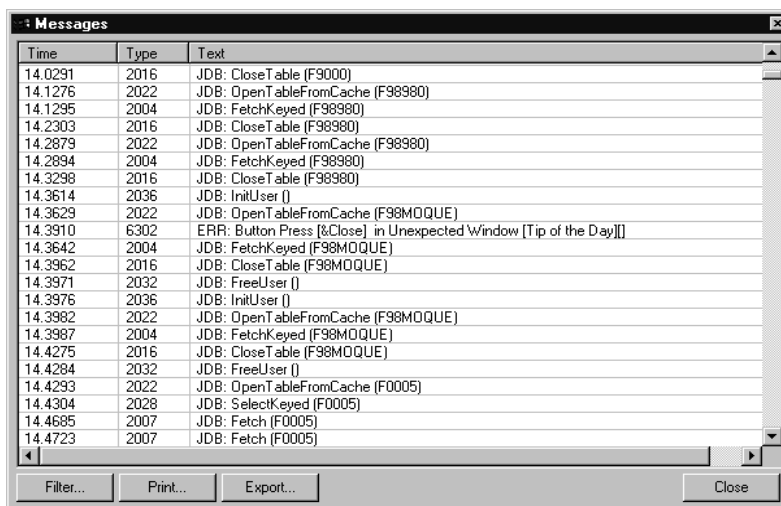 Messages
Time Type Text
14.0291 2016 JDB: CloseTable (F9000)
14.1276 2022 JDB: OpenTableFromCache (F98980)
14.1295 2004 JDB: FetchKeyed (F98980)
14.2303 2016 JDB: CloseTable (F98980)
14.2879 2022 JDB: OpenTableFromCache (F98980)
14.2894 2004 JDB: FetchKeyed (F98980)
14.3298 2016 JDB: CloseTable (F98980)
14.3614 2036 JDB: InitUser ()
14.3629 2022 JDB: OpenTableFromCache (F98MOQUE)
14.3910 6302 ERR: Button Press [&Close] in Unexpected Window [Tip of the Day][]
14.3642 2004 JDB: FetchKeyed (F98MOQUE)
14.3962 2016 JDB: CloseTable (F98MOQUE)
14.3971 2032 JDB: FreeUser ()
14.3976 2036 JDB: InitUser ()
14.3982 2022 JDB: OpenTableFromCache (F98MOQUE)
14.3987 2004 JDB: FetchKeyed (F98MOQUE)
14.4275 2016 JDB: CloseTable (F98MOQUE)
14.4284 2032 JDB: FreeUser ()
14.4293 2022 JDB: OpenTableFromCache (F0005)
14.4304 2028 JDB: SelectKeyed (F0005)
14.4685 2007 JDB: Fetch (F0005)
14.4723 2007 JDB: Fetch (F0005)
Filter... Print... Export... Close